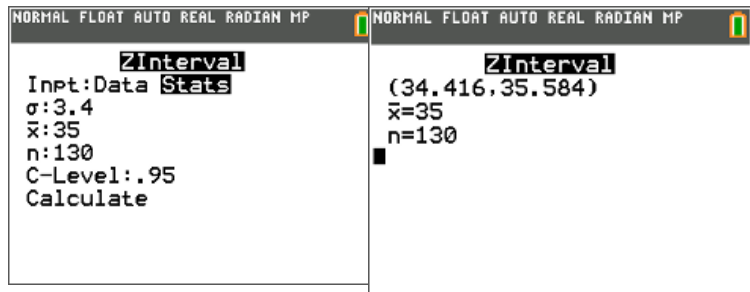 NORMAL FLOAT AUTO REAL RADIAN MP
ZInterval
Inpt:Data Stats
σ:3.4
x̄:35
n:130
C-Level:.95
Calculate
NORMAL FLOAT AUTO REAL RADIAN MP
ZInterval
(34.416,35.584)
x̄=35
n=130